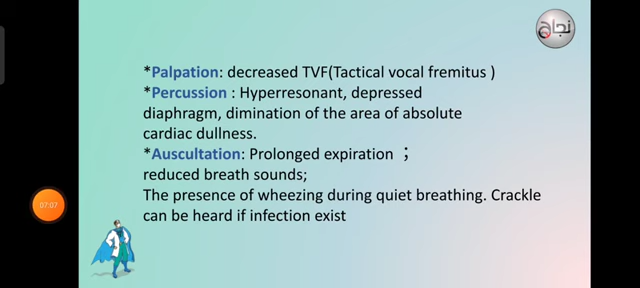 نجاح
*Palpation: decreased TVF(Tactical vocal fremitus )
*Percussion : Hyperresonant, depressed
diaphragm, dimination of the area of absolute
cardiac dullness.
*Auscultation: Prolonged expiration ；
reduced breath sounds;
The presence of wheezing during quiet breathing. Crackle
can be heard if infection exist
07:07